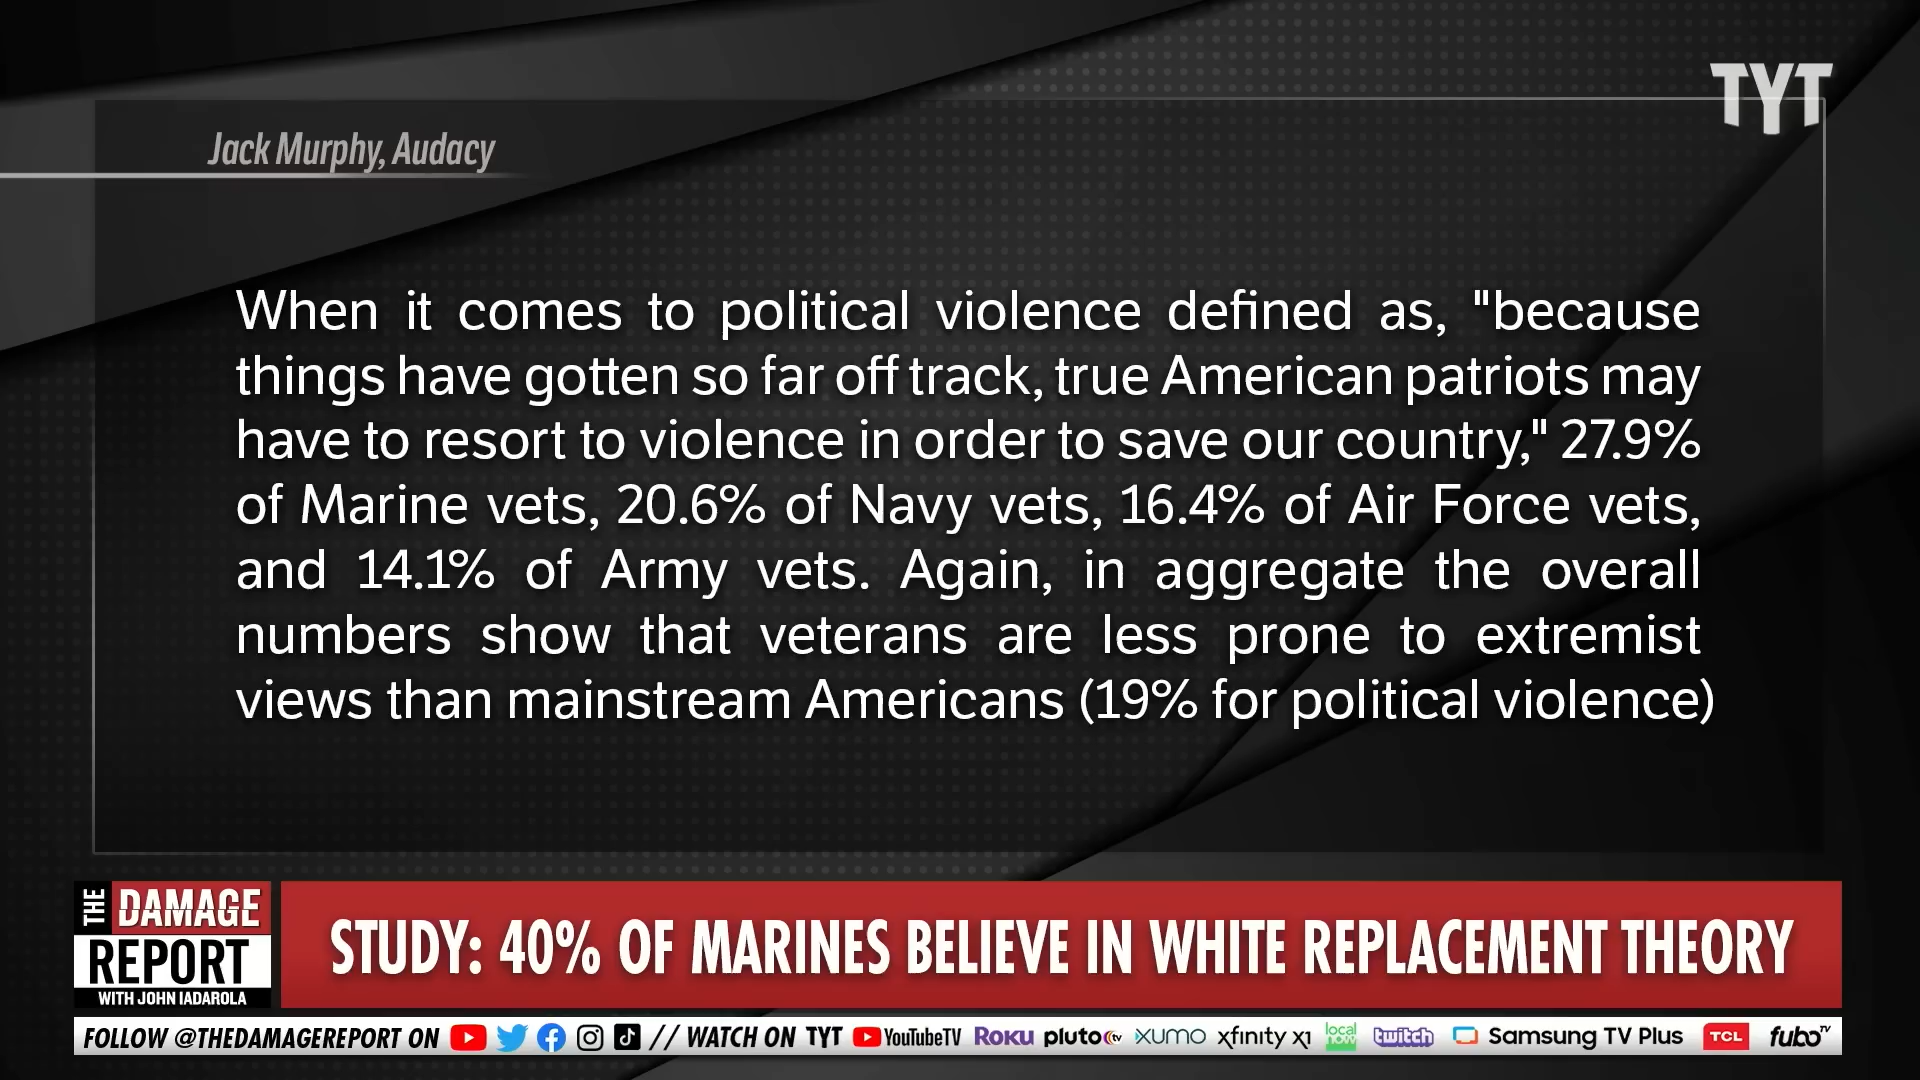 TYT
Jack Murphy, Audacy
When it comes to political violence defined as, "because
things have gotten so far off track, true American patriots may
have to resort to violence in order to save our country," 27.9%
of Marine vets, 20.6% of Navy vets, 16.4% of Air Force vets,
and 14.1% of Army vets. Again, in aggregate the overall
numbers show that veterans are less prone to extremist
views than mainstream Americans (19% for political violence)
THE DAMAGE
REPORT
WITH JOHN IADAROLA
STUDY: 40% OF MARINES BELIEVE IN WHITE REPLACEMENT THEORY
FOLLOW @THEDAMAGEREPORT ON // WATCH ON TYT YouTubeTV ROKU pluto tv XUMO xfinity x1 local now twitch Samsung TV Plus TCL fubo TV